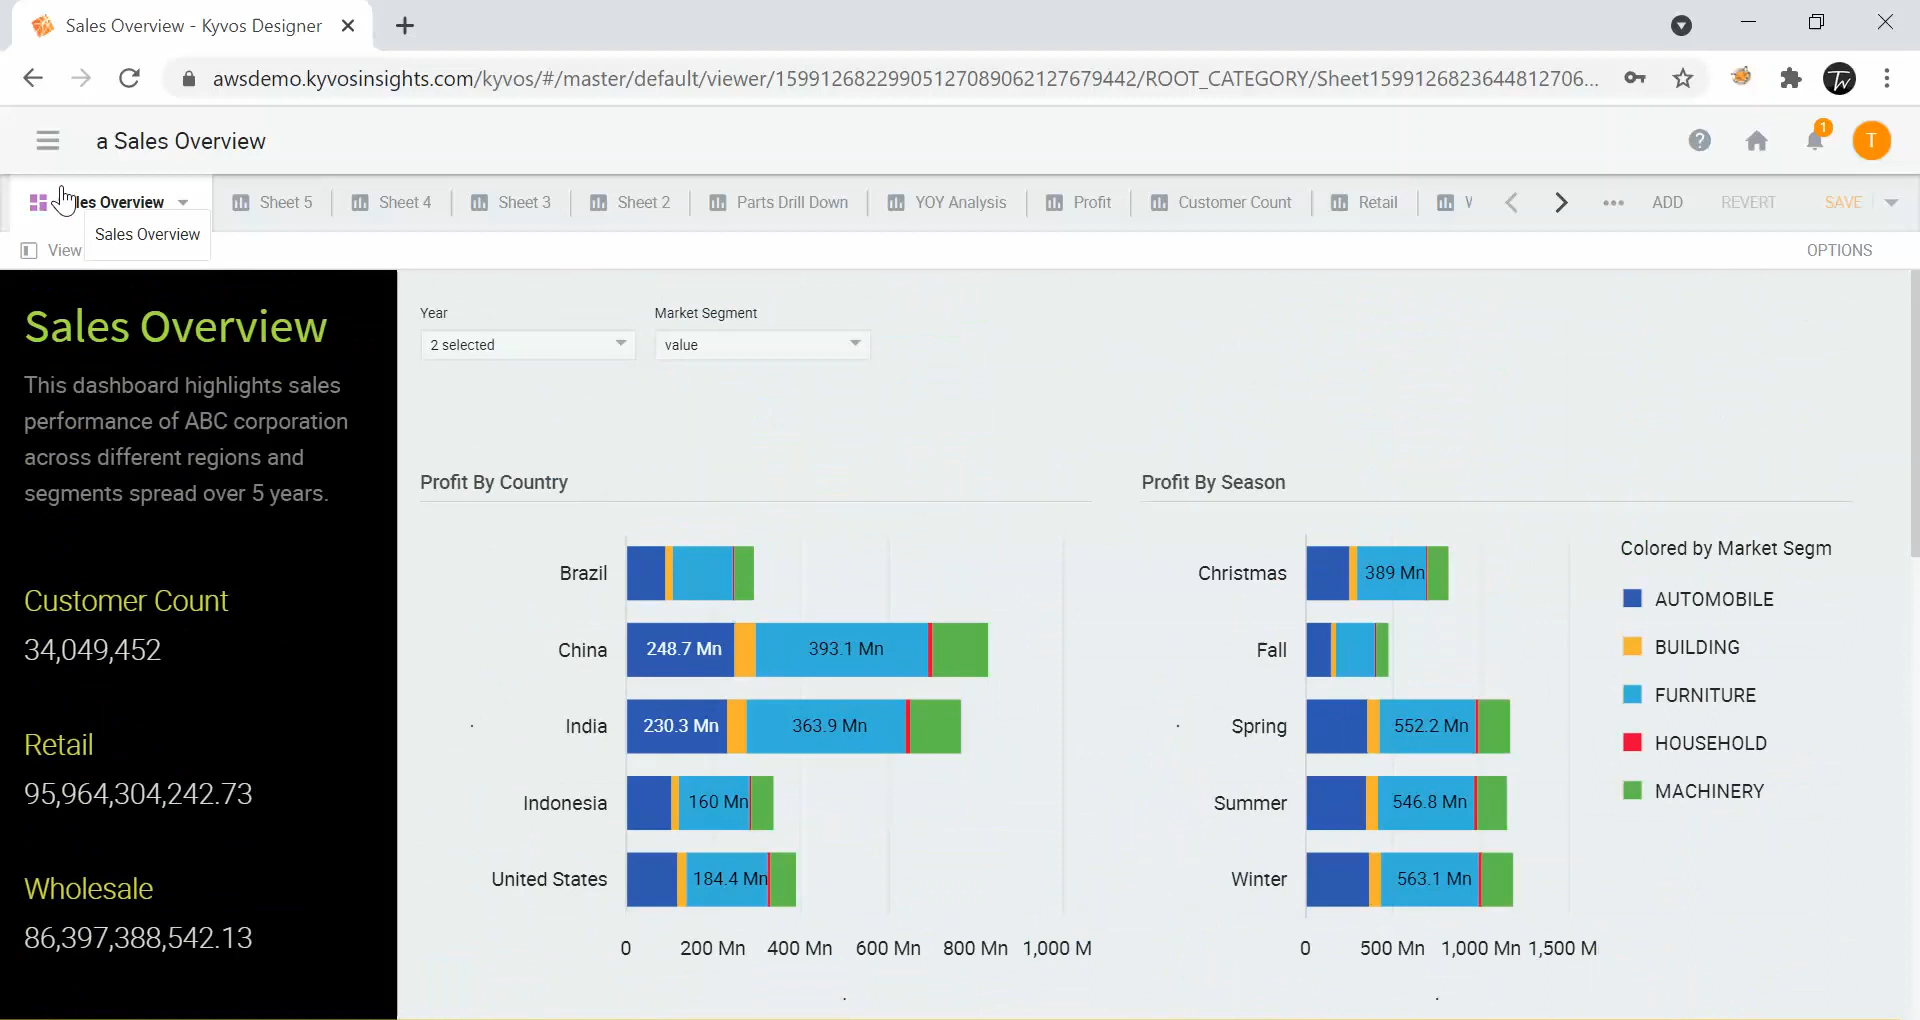 Sales Overview - Kyvos Designer
awsdemo.kyvosinsights.com/kyvos/#/master/default/viewer/15991268229905127089062127679442/ROOT_CATEGORY/Sheet1599126823644812706...
Tw
a Sales Overview
?
1
T
les Overview
Sheet 5
Sheet 4
Sheet 3
Sheet 2
Parts Drill Down
YOY Analysis
Profit
Customer Count
Retail
ADD
REVERT
SAVE
Sales Overview
View
OPTIONS
Sales Overview
This dashboard highlights sales
performance of ABC corporation
across different regions and
segments spread over 5 years.
Customer Count
34,049,452
Retail
95,964,304,242.73
Wholesale
86,397,388,542.13
Year
Market Segment
2 selected
value
Profit By Country
Brazil
China
248.7 Mn
393.1 Mn
India
230.3 Mn
363.9 Mn
Indonesia
160 Mn
United States
184.4 Mn
0
200 Mn
400 Mn
600 Mn
800 Mn
1,000 M
Profit By Season
Christmas
389 Mn
Fall
Spring
552.2 Mn
Summer
546.8 Mn
Winter
563.1 Mn
0
500 Mn
1,000 Mn
1,500 M
Colored by Market Segm
AUTOMOBILE
BUILDING
FURNITURE
HOUSEHOLD
MACHINERY